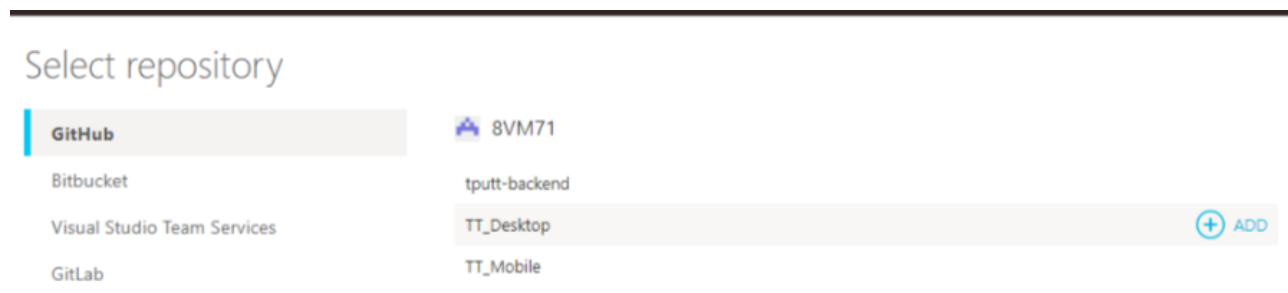 Select repository
GitHub
Bitbucket
Visual Studio Team Services
GitLab
8VM71
tputt-backend
TT_Desktop
ADD
TT_Mobile